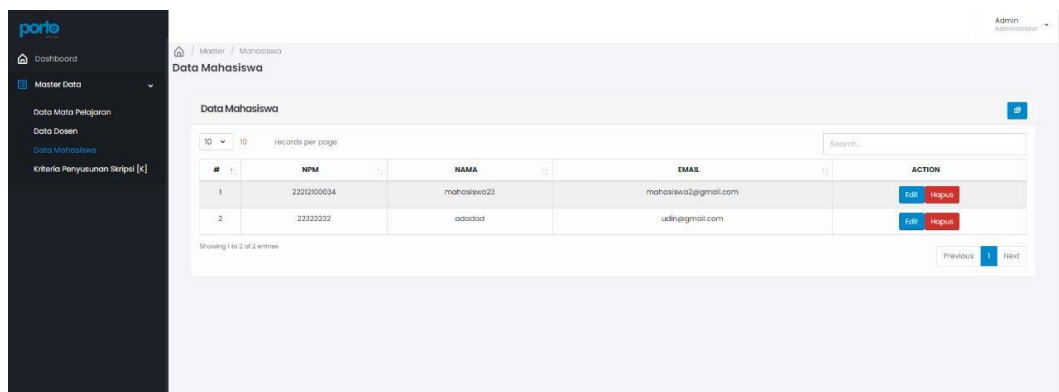 porto
Admin
Administrator
Dashboard
Master Data
Data Mata Pelajaran
Data Dosen
Data Mahasiswa
Kriteria Penyusunan Skripsi [K]
/ Master / Mahasiswa
Data Mahasiswa
Data Mahasiswa
10 10 records per page
Search...
# NPM NAMA EMAIL ACTION
1 22212100034 mahasiswa23 mahasiswa2@gmail.com Edit Hapus
2 22323232 adadad udin@gmail.com Edit Hapus
Showing 1 to 2 of 2 entries
Previous 1 Next